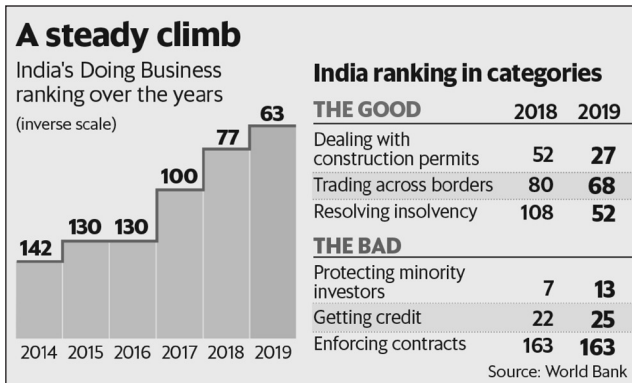 A steady climb
India's Doing Business
ranking over the years
(inverse scale)
142
130
130
100
77
63
2014 2015 2016 2017 2018 2019
India ranking in categories
THE GOOD 2018 2019
Dealing with
construction permits 52 27
Trading across borders 80 68
Resolving insolvency 108 52
THE BAD
Protecting minority
investors 7 13
Getting credit 22 25
Enforcing contracts 163 163
Source: World Bank